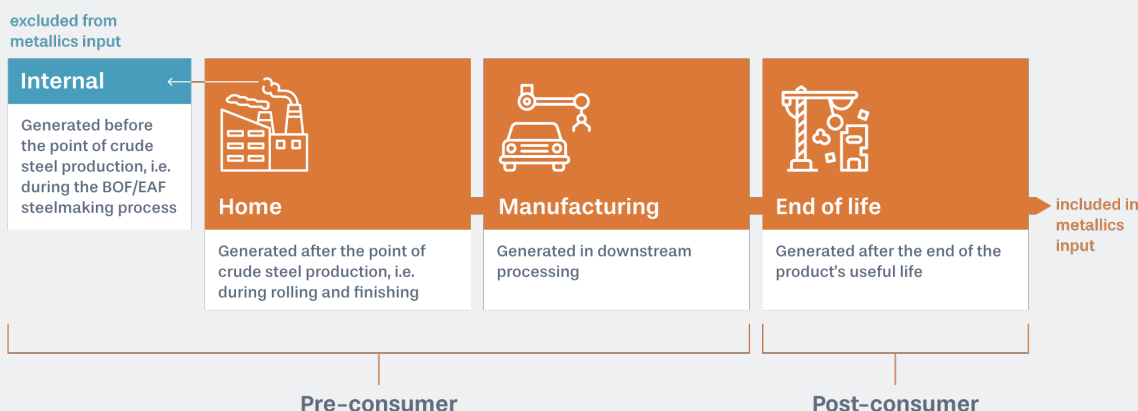 excluded from
metallics input
Internal
Generated before
the point of crude
steel production, i.e.
during the BOF/EAF
steelmaking process
Home
Generated after the point of
crude steel production, i.e.
during rolling and finishing
Manufacturing
Generated in downstream
processing
End of life
Generated after the end of the
product's useful life
included in
metallics
input
Pre-consumer
Post-consumer